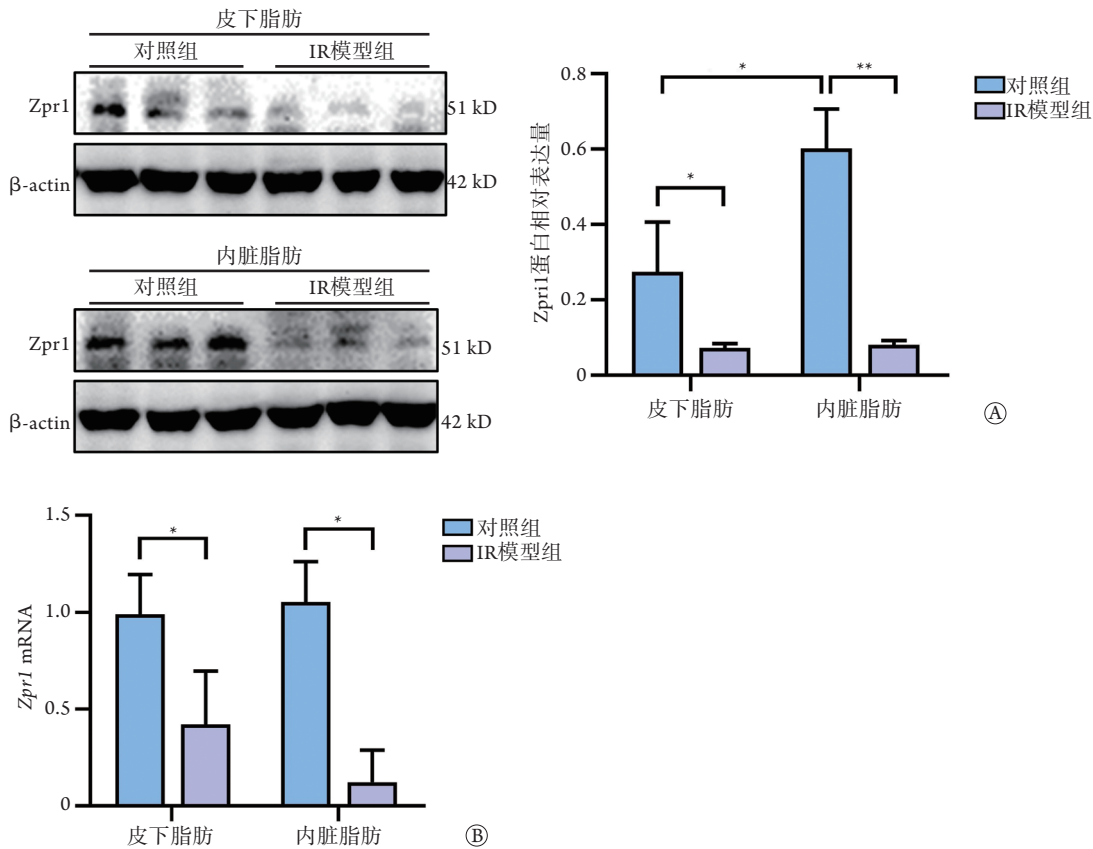 皮下脂肪
对照组 IR模型组
Zpr1 51 kD
β-actin 42 kD
内脏脂肪
对照组 IR模型组
Zpr1 51 kD
β-actin 42 kD
Zpri1蛋白相对表达量
0.8
0.6
0.4
0.2
0
* **
*
对照组
IR模型组
皮下脂肪 内脏脂肪
Ⓐ
Zpr1 mRNA
1.5
1.0
0.5
0
* *
对照组
IR模型组
皮下脂肪 内脏脂肪
Ⓑ